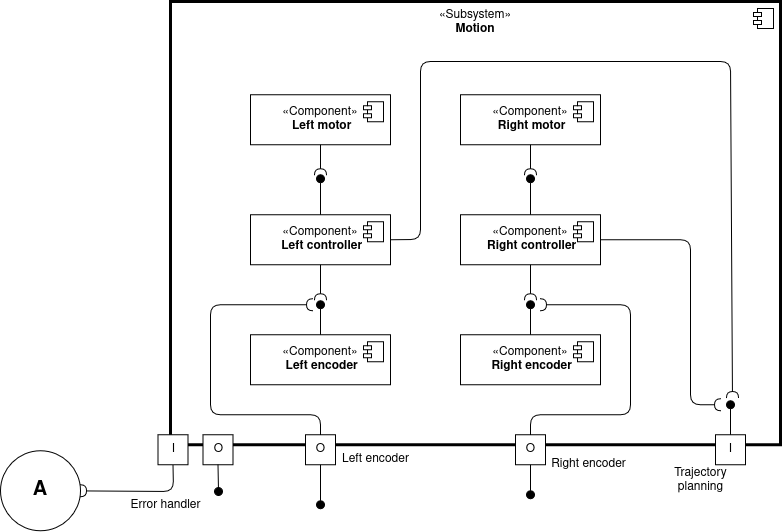 «Subsystem»
Motion
«Component»
Left motor
«Component»
Right motor
«Component»
Left controller
«Component»
Right controller
«Component»
Left encoder
«Component»
Right encoder
I
O
O
O
I
Left encoder
Right encoder
Trajectory
planning
A
Error handler